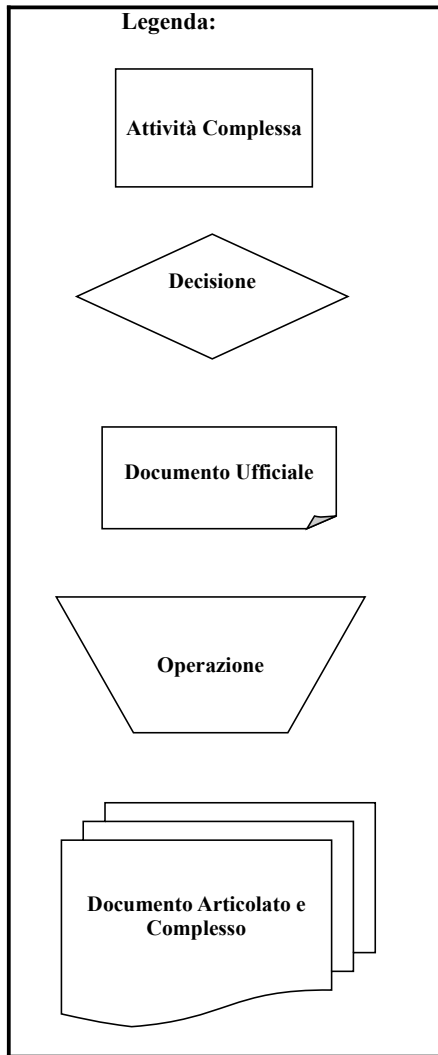 Legenda:
Attività Complessa
Decisione
Documento Ufficiale
Operazione
Documento Articolato e
Complesso